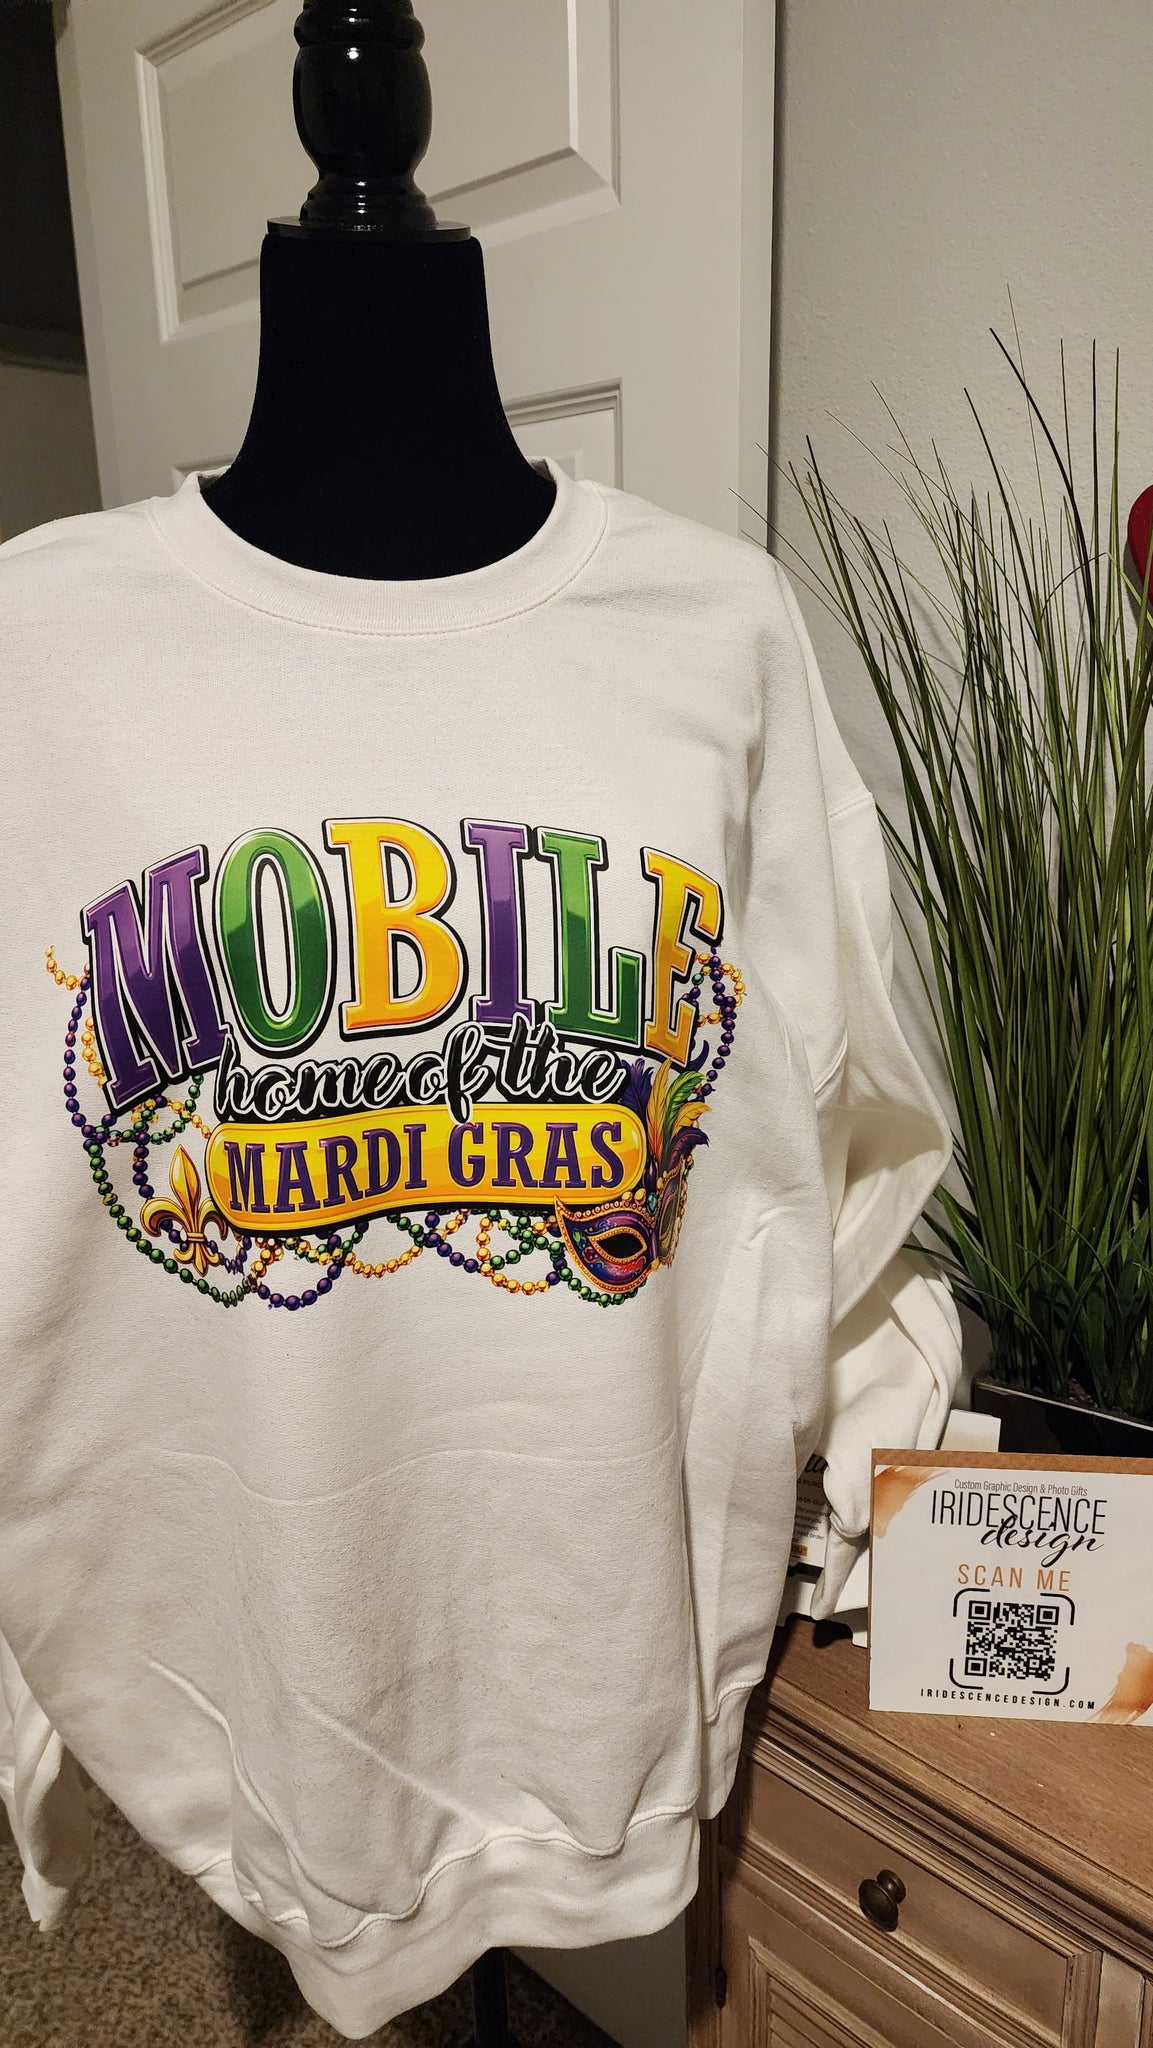 MOBILE
home of the
MARDI GRAS
Custom Graphic Design & Photo Gifts
IRIDESCENCE
design
SCAN ME
IRIDESCENCEDESIGN.COM